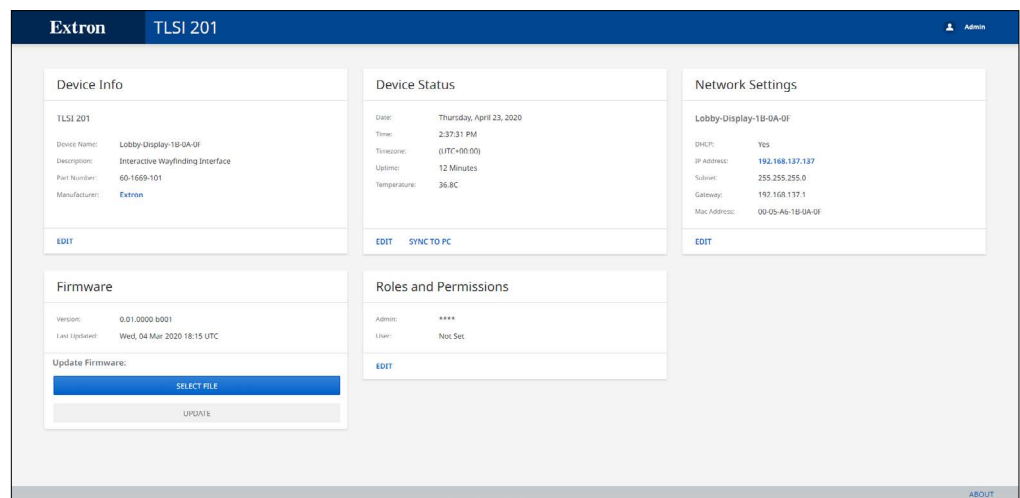 Extron TLSI 201 Admin
Device Info
TLSI 201
Device Name: Lobby-Display-1B-0A-0F
Description: Interactive Wayfinding Interface
Part Number: 60-1669-101
Manufacturer: Extron
EDIT
Device Status
Date: Thursday, April 23, 2020
Time: 2:37:31 PM
Timezone: (UTC+00:00)
Uptime: 12 Minutes
Temperature: 36.8C
EDIT SYNC TO PC
Network Settings
Lobby-Display-1B-0A-0F
DHCP: Yes
IP Address: 192.168.137.137
Subnet: 255.255.255.0
Gateway: 192.168.137.1
Mac Address: 00-05-A6-1B-0A-0F
EDIT
Firmware
Version: 0.01.0000-b001
Last Updated: Wed, 04 Mar 2020 18:15 UTC
Update Firmware:
SELECT FILE
UPDATE
Roles and Permissions
Admin: ****
User: Not Set
EDIT
ABOUT